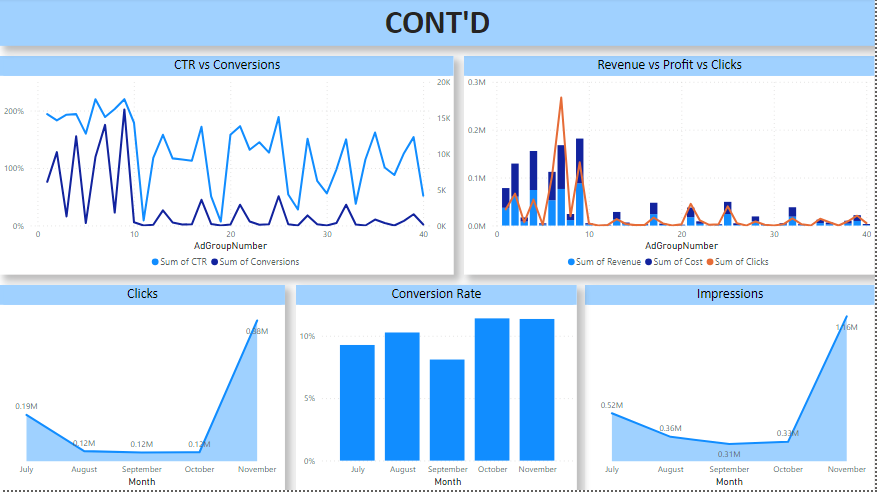 CONT'D
CTR vs Conversions
200%
100%
0%
20K
15K
10K
5K
0K
0
10
20
30
40
AdGroupNumber
Sum of CTR
Sum of Conversions
Revenue vs Profit vs Clicks
0.3M
0.2M
0.1M
0.0M
0
10
20
30
40
AdGroupNumber
Sum of Revenue
Sum of Cost
Sum of Clicks
Clicks
0.19M
0.12M
0.12M
0.12M
July
August
September
October
November
Month
Conversion Rate
10%
5%
0%
July
August
September
October
November
Month
Impressions
0.52M
0.36M
0.31M
0.33M
1.16M
July
August
September
October
November
Month